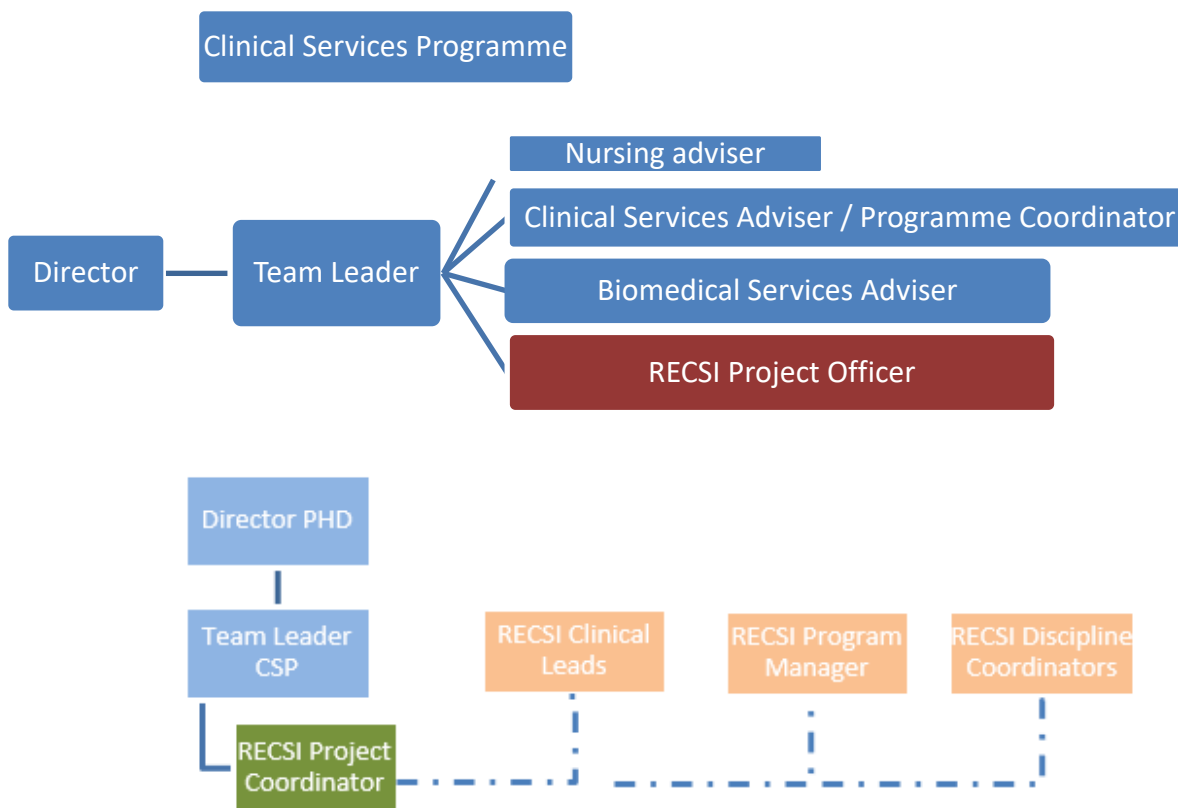 Clinical Services Programme
Nursing adviser
Clinical Services Adviser / Programme Coordinator
Director
Team Leader
Biomedical Services Adviser
RECSI Project Officer
Director PHD
Team Leader
CSP
RECSI Clinical
Leads
RECSI Program
Manager
RECSI Discipline
Coordinators
RECSI Project
Coordinator